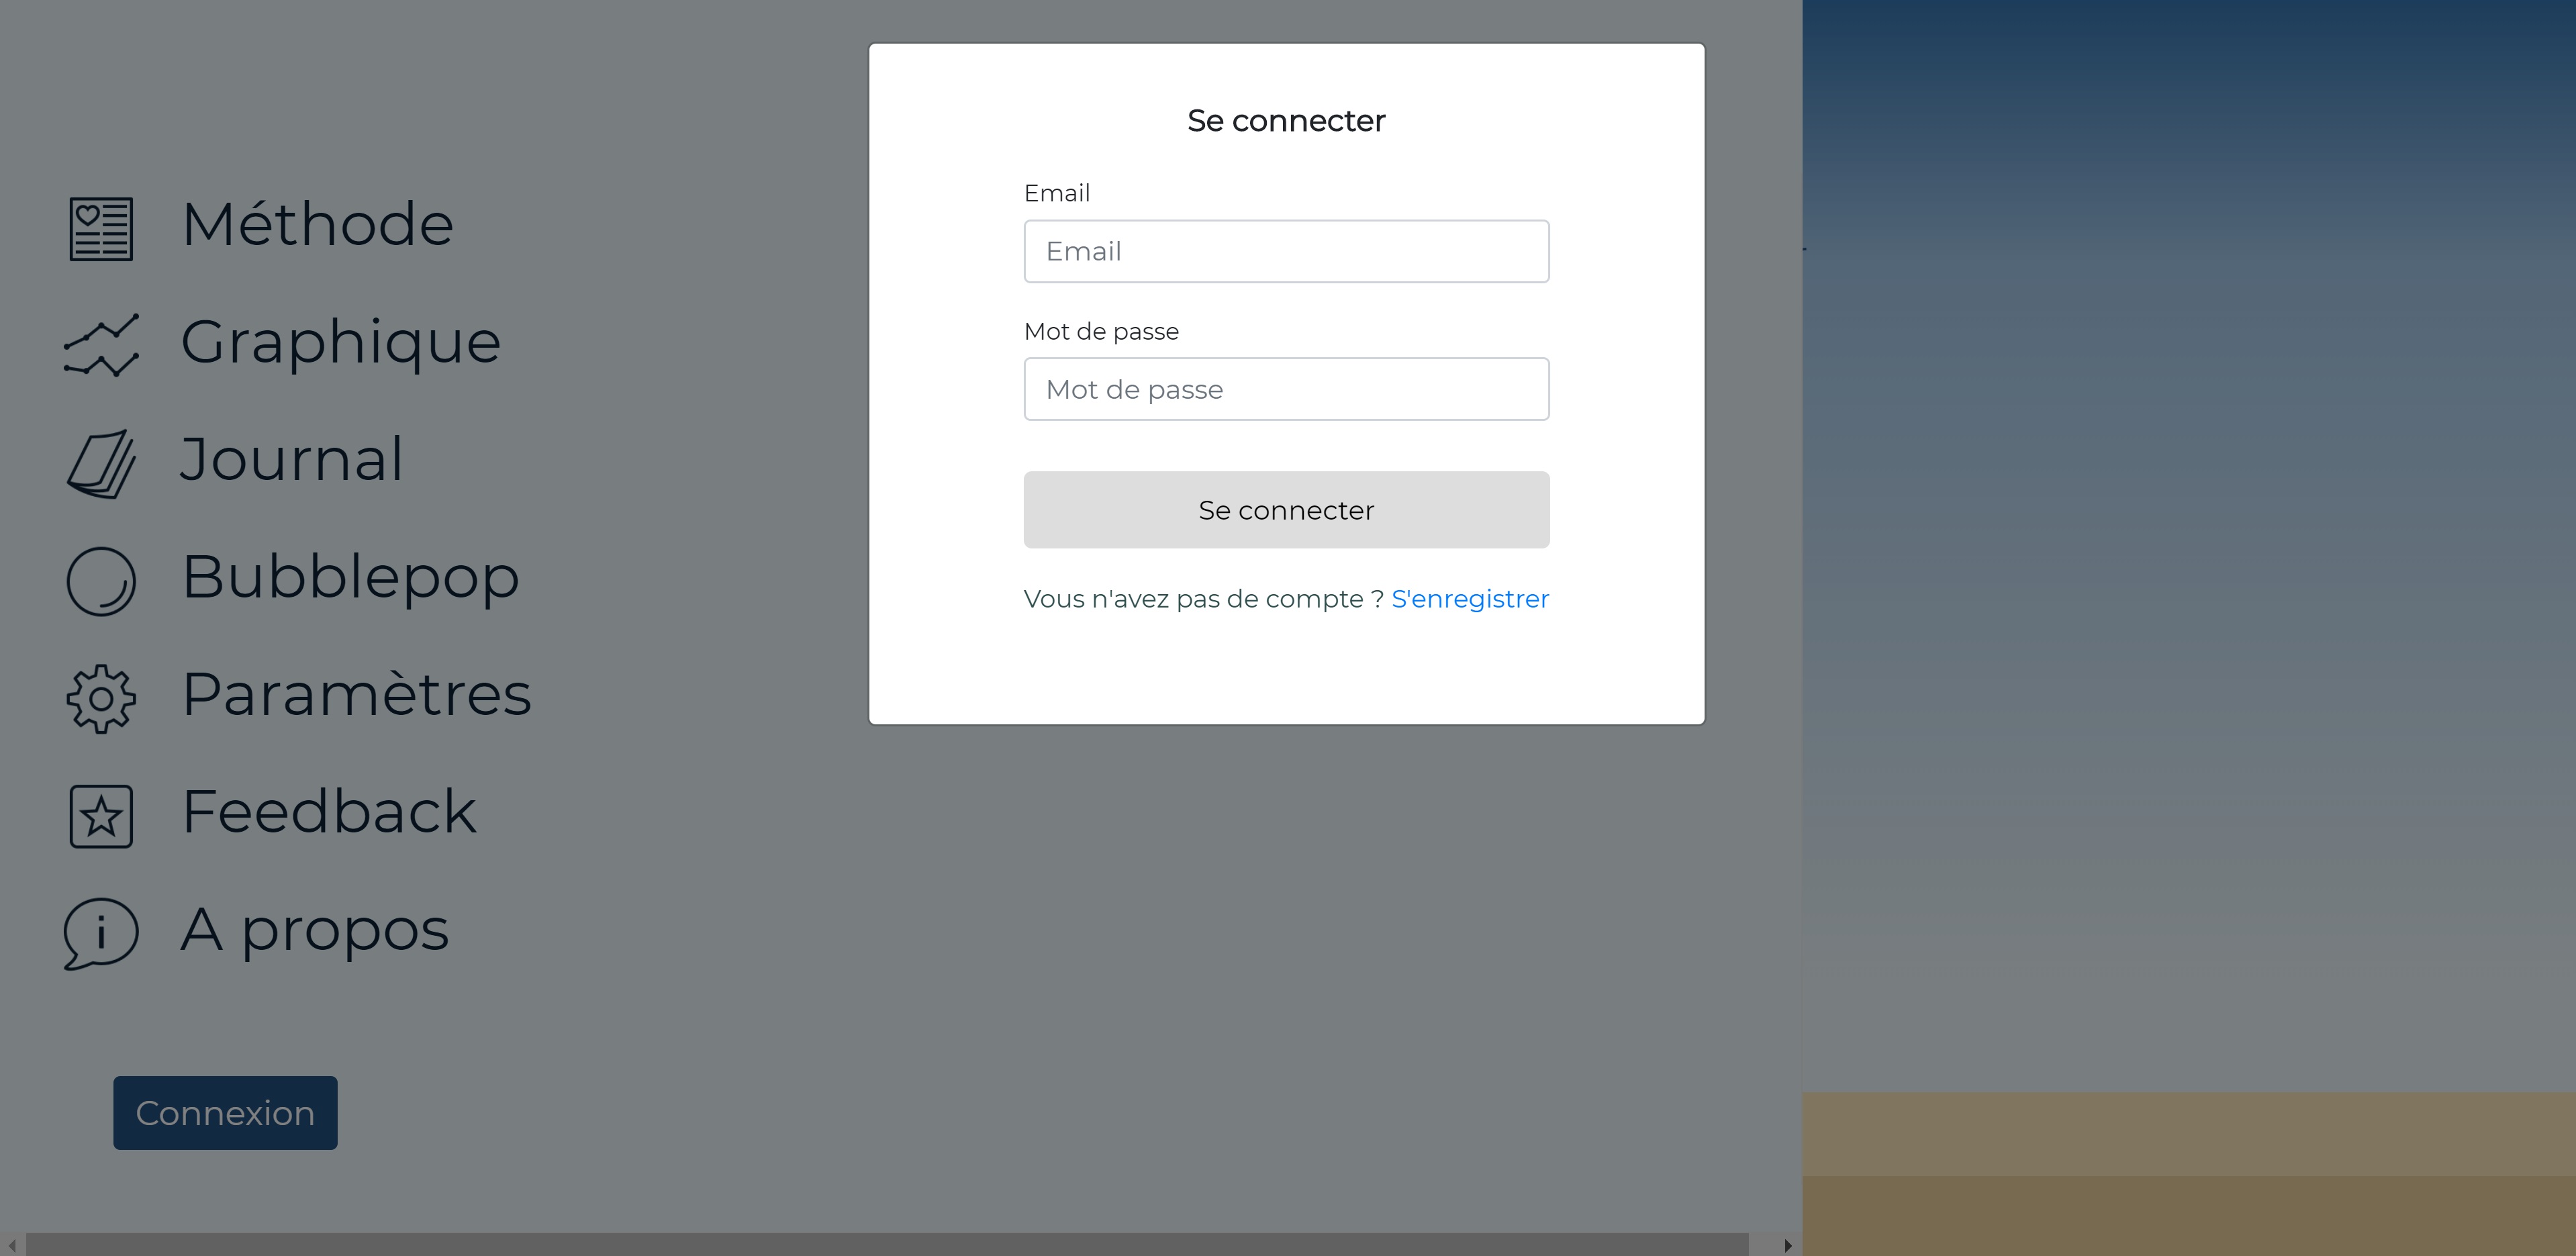 Méthode
Graphique
Journal
Bubblepop
Paramètres
Feedback
A propos
Connexion
Se connecter
Email
Email
Mot de passe
Mot de passe
Se connecter
Vous n'avez pas de compte ? S'enregistrer